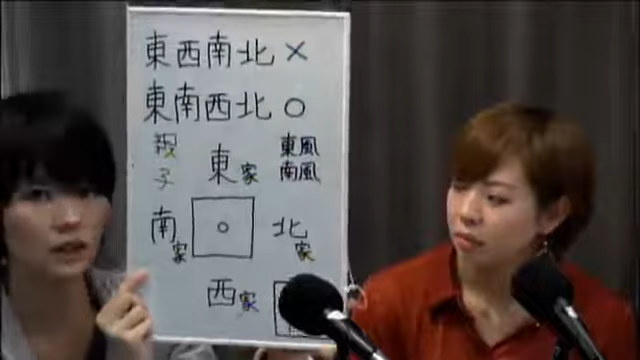 東西南北×
東南西北○
親 東風
子 東家 南風
南家 ○ 北家
西家